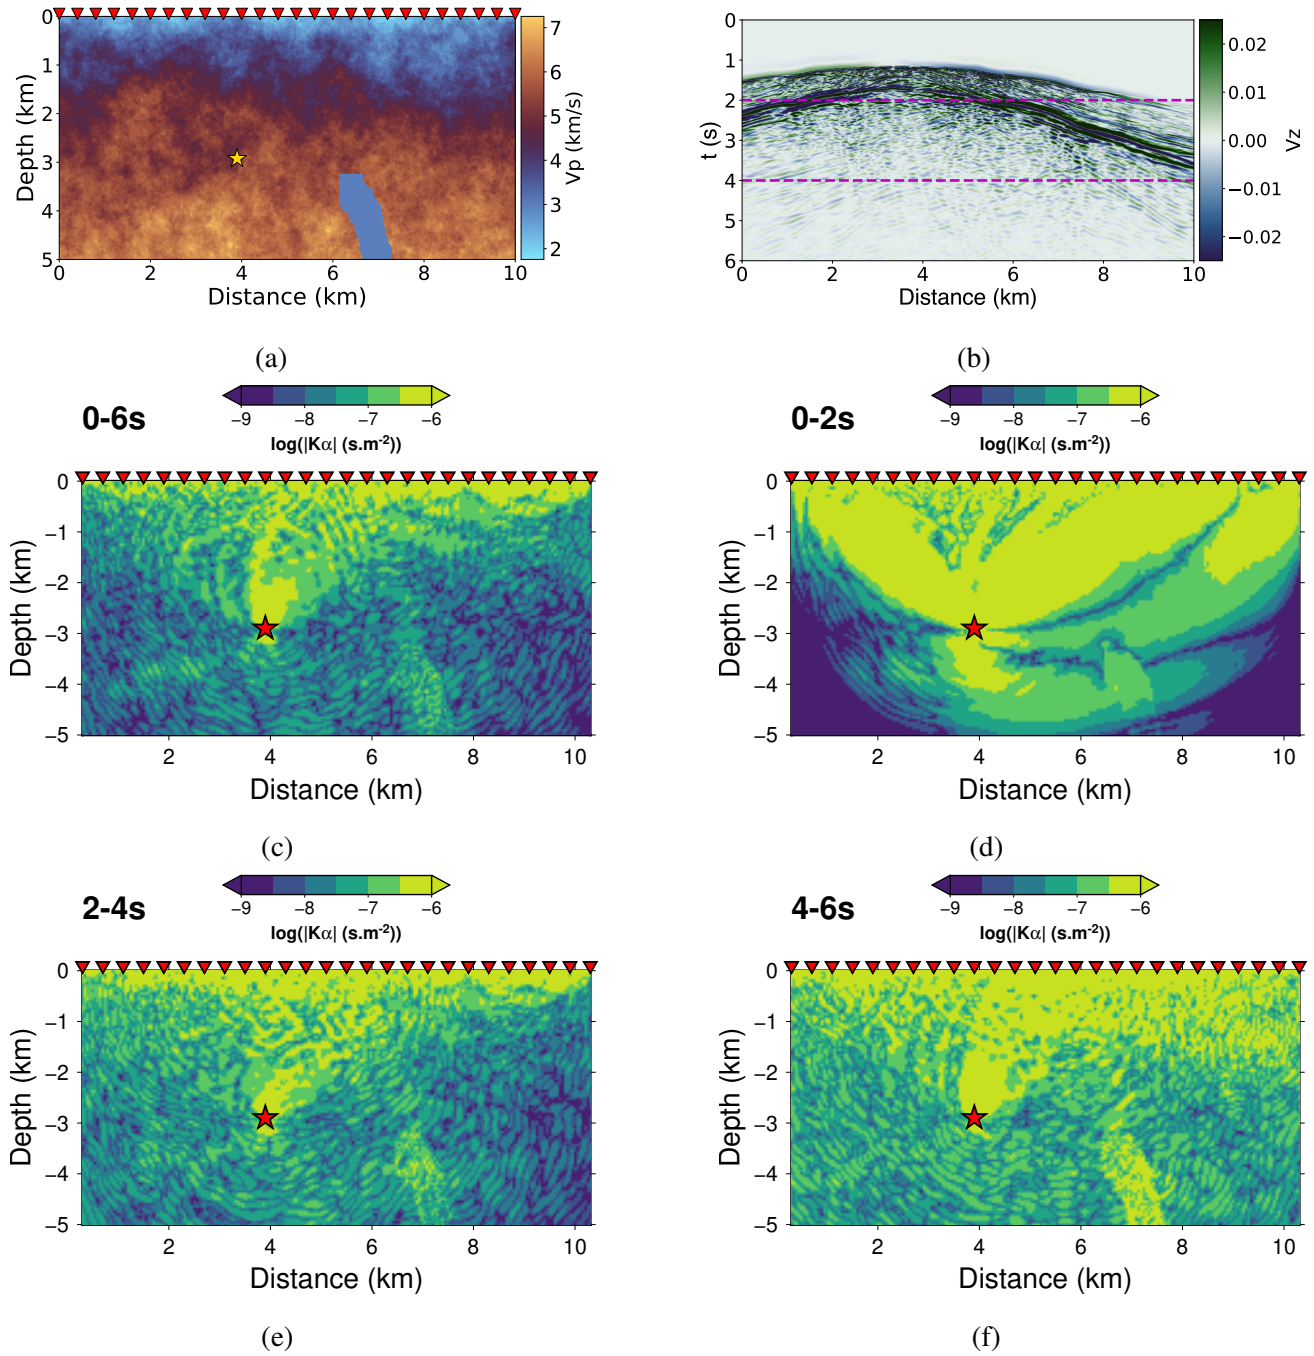 0
1
2
3
4
5
Depth (km)
0 2 4 6 8 10
Distance (km)
7
6
5
4
3
2
Vp (km/s)
(a)
0
1
2
3
4
5
6
t (s)
0 2 4 6 8 10
Distance (km)
0.02
0.01
0.00
−0.01
−0.02
Vz
(b)
0-6s
−9 −8 −7 −6
log(|Kα| (s.m-2))
0
−1
−2
−3
−4
−5
Depth (km)
2 4 6 8 10
Distance (km)
(c)
0-2s
−9 −8 −7 −6
log(|Kα| (s.m-2))
0
−1
−2
−3
−4
−5
Depth (km)
2 4 6 8 10
Distance (km)
(d)
2-4s
−9 −8 −7 −6
log(|Kα| (s.m-2))
0
−1
−2
−3
−4
−5
Depth (km)
2 4 6 8 10
Distance (km)
(e)
4-6s
−9 −8 −7 −6
log(|Kα| (s.m-2))
0
−1
−2
−3
−4
−5
Depth (km)
2 4 6 8 10
Distance (km)
(f)